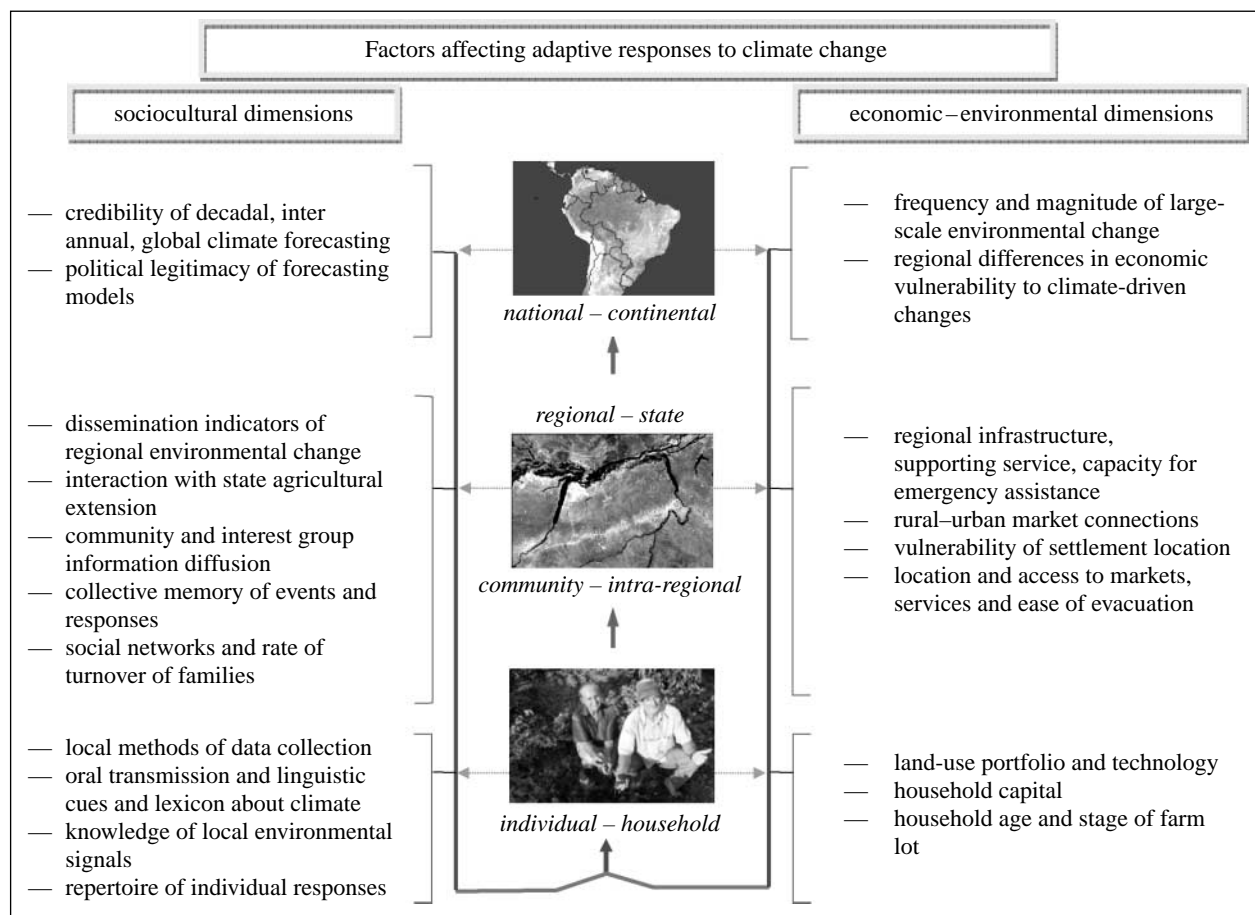 Factors affecting adaptive responses to climate change
sociocultural dimensions
economic–environmental dimensions
— credibility of decadal, inter
annual, global climate forecasting
— political legitimacy of forecasting
models
national – continental
— frequency and magnitude of large-
scale environmental change
— regional differences in economic
vulnerability to climate-driven
changes
— dissemination indicators of
regional environmental change
— interaction with state agricultural
extension
— community and interest group
information diffusion
— collective memory of events and
responses
— social networks and rate of
turnover of families
regional – state
community – intra-regional
— regional infrastructure,
supporting service, capacity for
emergency assistance
— rural–urban market connections
— vulnerability of settlement location
— location and access to markets,
services and ease of evacuation
— local methods of data collection
— oral transmission and linguistic
cues and lexicon about climate
— knowledge of local environmental
signals
— repertoire of individual responses
individual – household
— land-use portfolio and technology
— household capital
— household age and stage of farm
lot